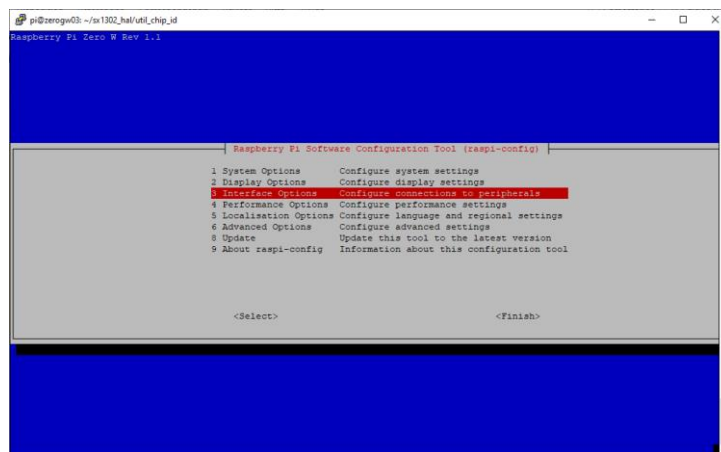 pi@zerogw03: ~/sx1302_hal/util_chip_id
Raspberry Pi Zero W Rev 1.1
Raspberry Pi Software Configuration Tool (raspi-config)
1 System Options Configure system settings
2 Display Options Configure display settings
3 Interface Options Configure connections to peripherals
4 Performance Options Configure performance settings
5 Localisation Options Configure language and regional settings
6 Advanced Options Configure advanced settings
8 Update Update this tool to the latest version
9 About raspi-config Information about this configuration tool
<Select> <Finish>